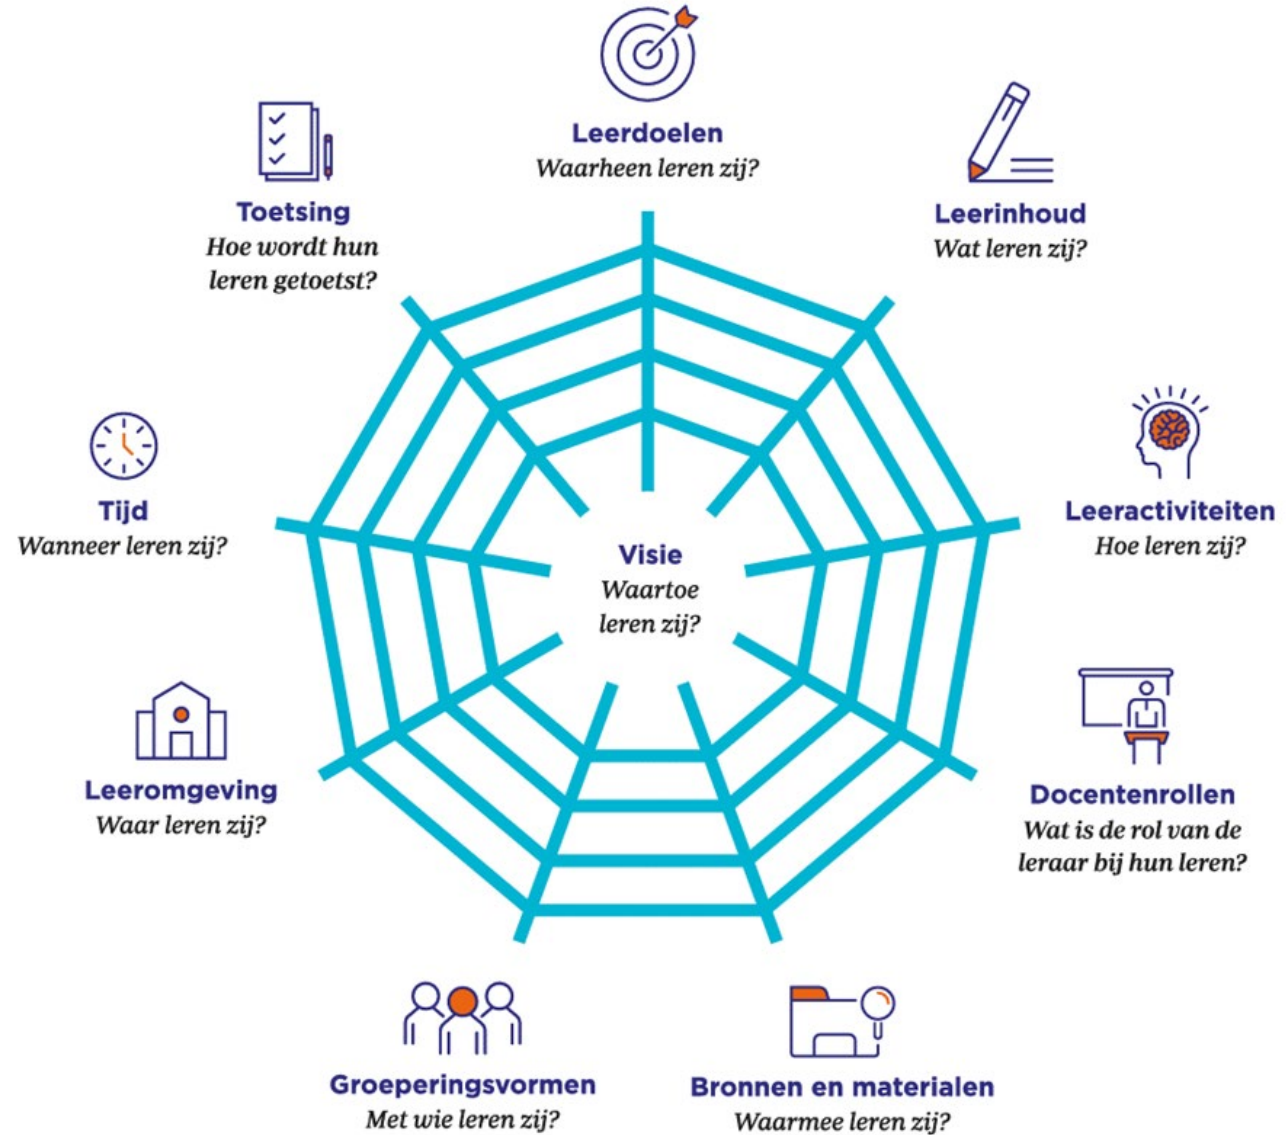 Leerdoelen
Waarheen leren zij?
Leerinhoud
Wat leren zij?
Leeractiviteiten
Hoe leren zij?
Docentenrollen
Wat is de rol van de
leraar bij hun leren?
Bronnen en materialen
Waarmee leren zij?
Groeperingsvormen
Met wie leren zij?
Leeromgeving
Waar leren zij?
Tijd
Wanneer leren zij?
Toetsing
Hoe wordt hun
leren getoetst?
Visie
Waartoe
leren zij?